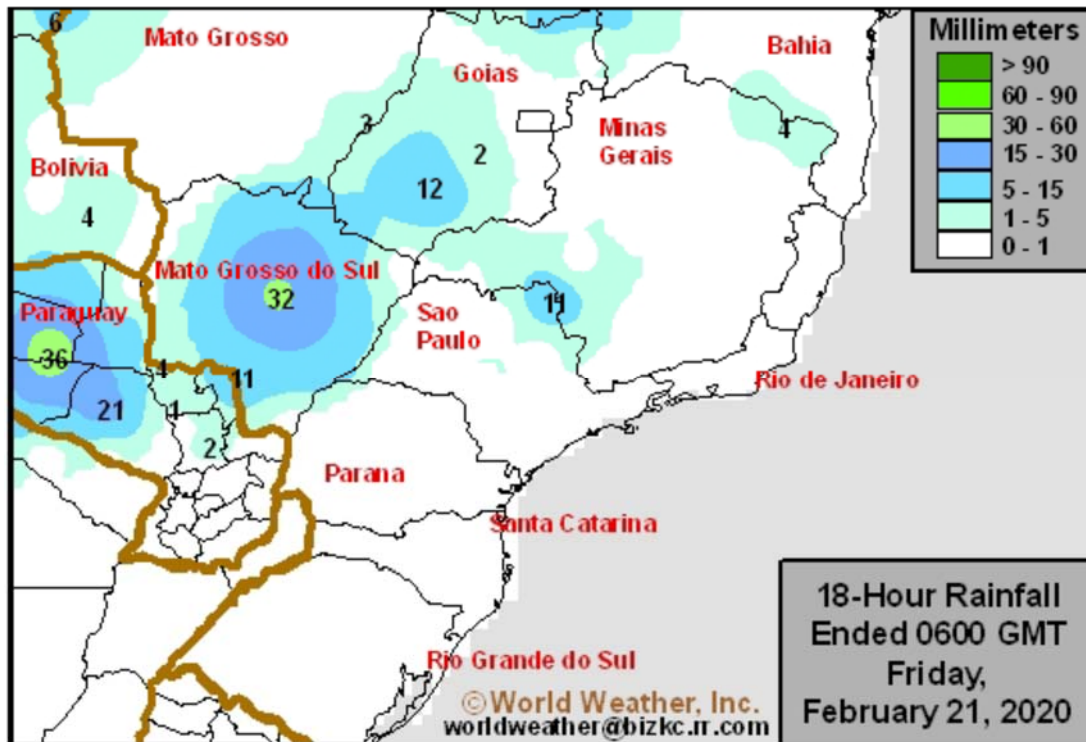 6
Mato Grosso
Goias
Bahia
Millimeters
> 90
60 - 90
30 - 60
15 - 30
5 - 15
1 - 5
0 - 1
3
2
Minas
Gerais
4
Bolivia
12
4
Mato Grosso do Sul
32
11
Paraguay
Sao
Paulo
36
4
11
Rio de Janeiro
21
4
2
Parana
Santa Catarina
Rio Grande do Sul
©World Weather, Inc.
worldweather@bizkc.rr.com
18-Hour Rainfall
Ended 0600 GMT
Friday,
February 21, 2020